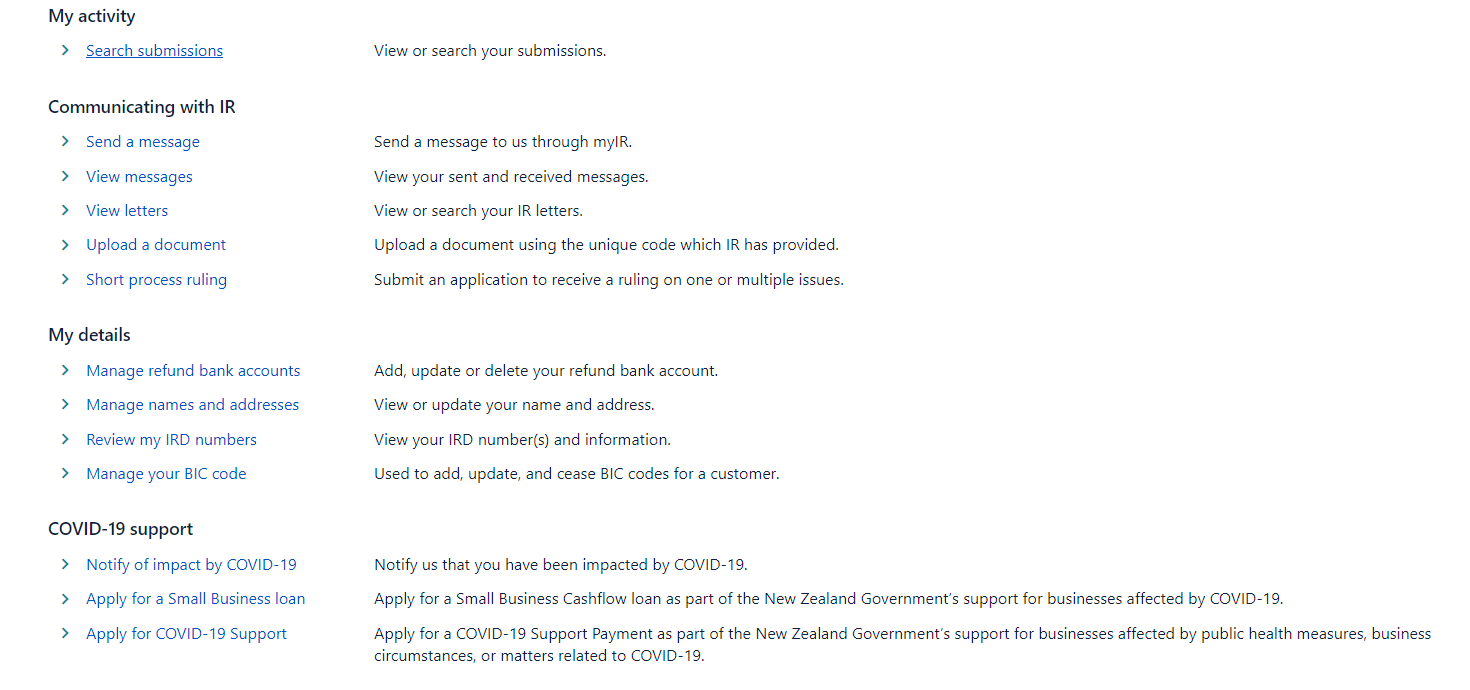 My activity
Search submissions View or search your submissions.
Communicating with IR
Send a message Send a message to us through myIR.
View messages View your sent and received messages.
View letters View or search your IR letters.
Upload a document Upload a document using the unique code which IR has provided.
Short process ruling Submit an application to receive a ruling on one or multiple issues.
My details
Manage refund bank accounts Add, update or delete your refund bank account.
Manage names and addresses View or update your name and address.
Review my IRD numbers View your IRD number(s) and information.
Manage your BIC code Used to add, update, and cease BIC codes for a customer.
COVID-19 support
Notify of impact by COVID-19 Notify us that you have been impacted by COVID-19.
Apply for a Small Business loan Apply for a Small Business Cashflow loan as part of the New Zealand Government's support for businesses affected by COVID-19.
Apply for COVID-19 Support Apply for a COVID-19 Support Payment as part of the New Zealand Government's support for businesses affected by public health measures, business
circumstances, or matters related to COVID-19.